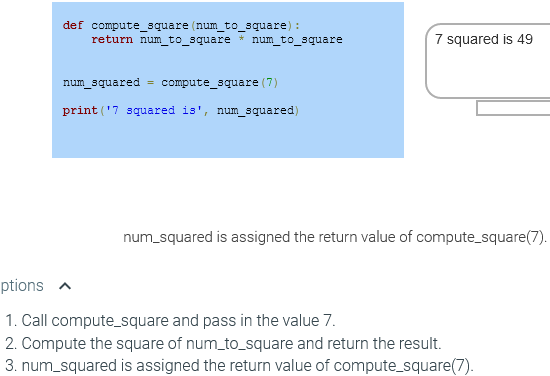 def compute_square(num_to_square):
    return num_to_square * num_to_square
num_squared = compute_square(7)
print('7 squared is', num_squared)
7 squared is 49
num_squared is assigned the return value of compute_square(7).
ptions
1. Call compute_square and pass in the value 7.
2. Compute the square of num_to_square and return the result.
3. num_squared is assigned the return value of compute_square(7).